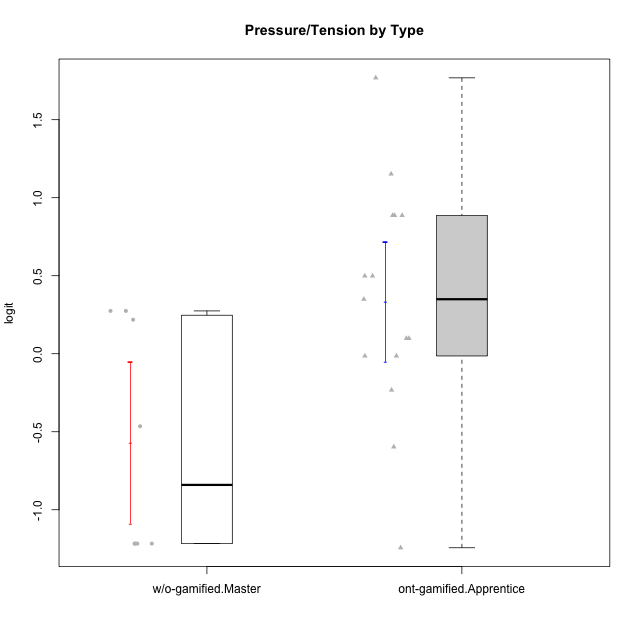 Pressure/Tension by Type
logit
1.5
1.0
0.5
0.0
-0.5
-1.0
w/o-gamified.Master
ont-gamified.Apprentice